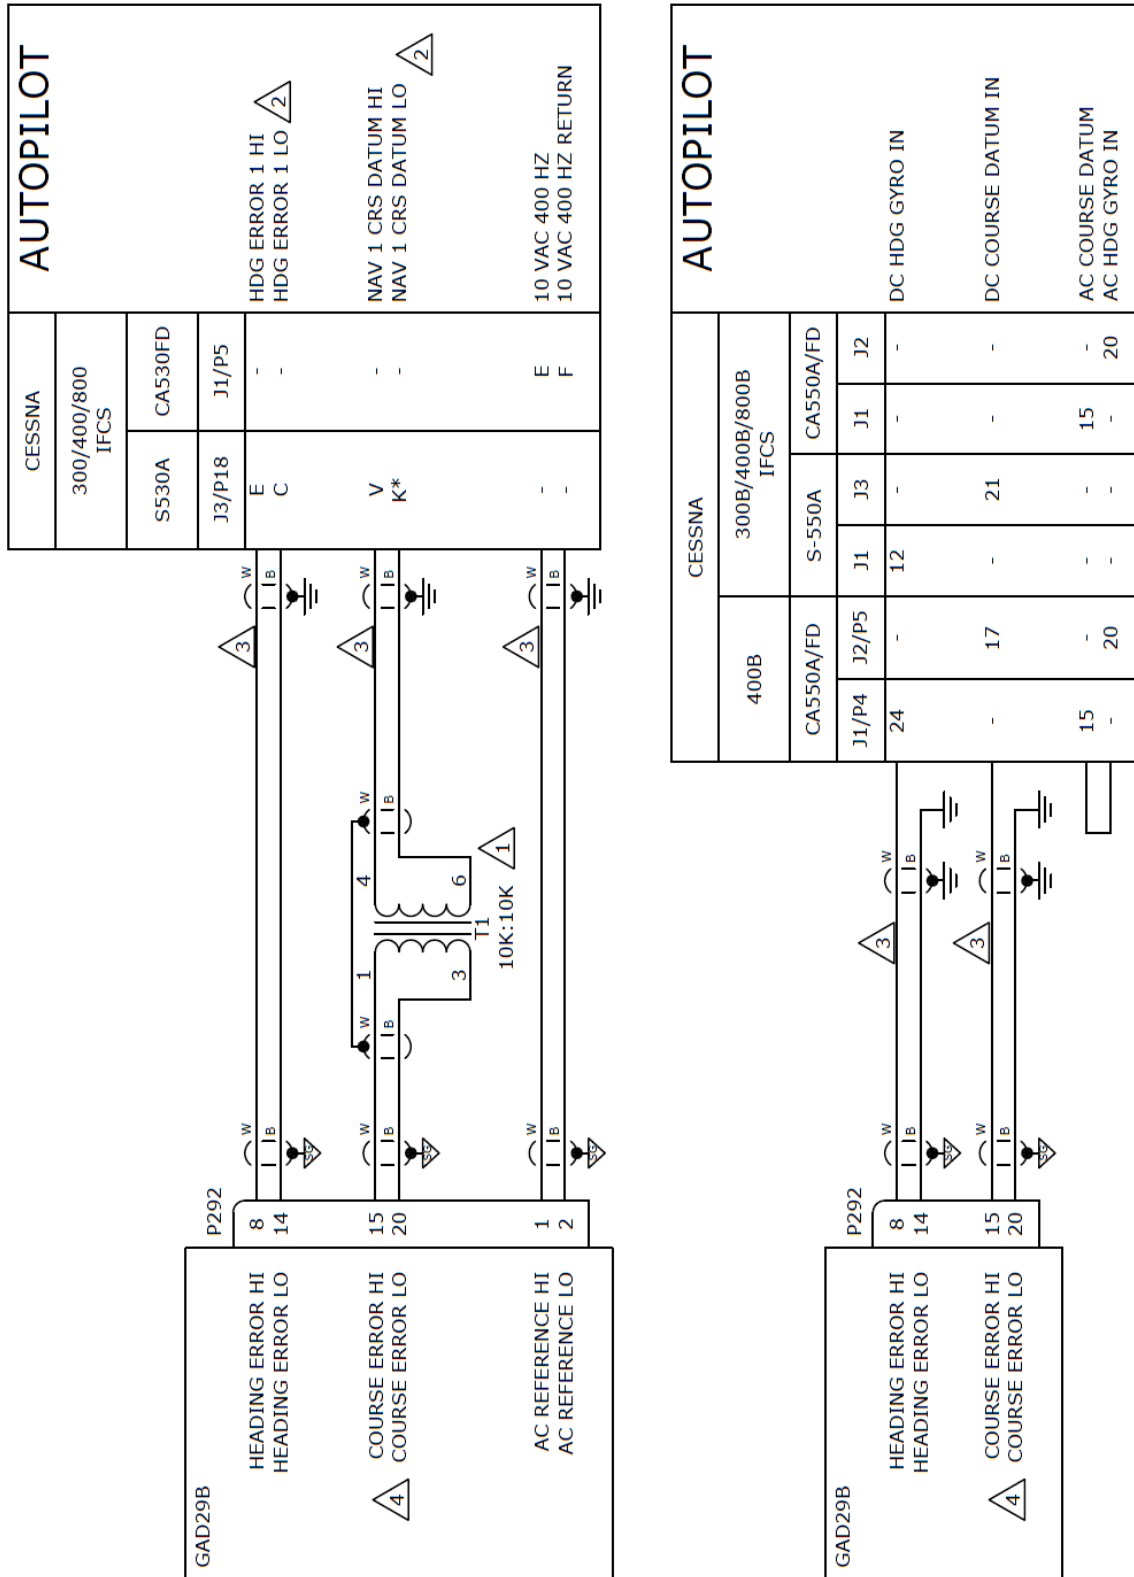 AUTOPILOT
CESSNA
300/400/800
IFCS
S530A CA530FD
J3/P18 J1/P5
E - HDG ERROR 1 HI
C - HDG ERROR 1 LO 2
V - NAV 1 CRS DATUM HI
K* - NAV 1 CRS DATUM LO 2
- E 10 VAC 400 HZ
- F 10 VAC 400 HZ RETURN
GAD29B
P292
HEADING ERROR HI 8 W W
HEADING ERROR LO 14 B B
SG
3
4
COURSE ERROR HI 15 W W 1 4 W W
COURSE ERROR LO 20 B B 3 6 B B
SG
3
T1
10K:10K
1
AC REFERENCE HI 1 W W
AC REFERENCE LO 2 B B
SG
3
AUTOPILOT
CESSNA
400B 300B/400B/800B
IFCS
CA550A/FD S-550A CA550A/FD
J1/P4 J2/P5 J1 J3 J1 J2
24 - 12 - - - DC HDG GYRO IN
- 17 - 21 - - DC COURSE DATUM IN
15 - - - 15 - AC COURSE DATUM
- 20 - - - 20 AC HDG GYRO IN
GAD29B
P292
HEADING ERROR HI 8 W W
HEADING ERROR LO 14 B B
SG
3
4
COURSE ERROR HI 15 W W
COURSE ERROR LO 20 B B
SG
3